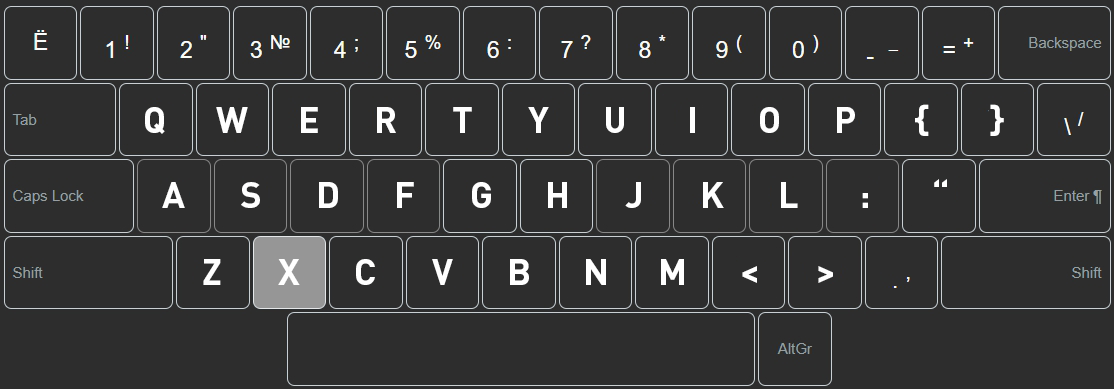 Ё 1 ! 2 " 3 № 4 ; 5 % 6 : 7 ? 8 * 9 ( 0 ) - _ = + Backspace
Tab Q W E R T Y U I O P { } \ /
Caps Lock A S D F G H J K L : “ Enter ¶
Shift Z X C V B N M < > . , Shift
AltGr